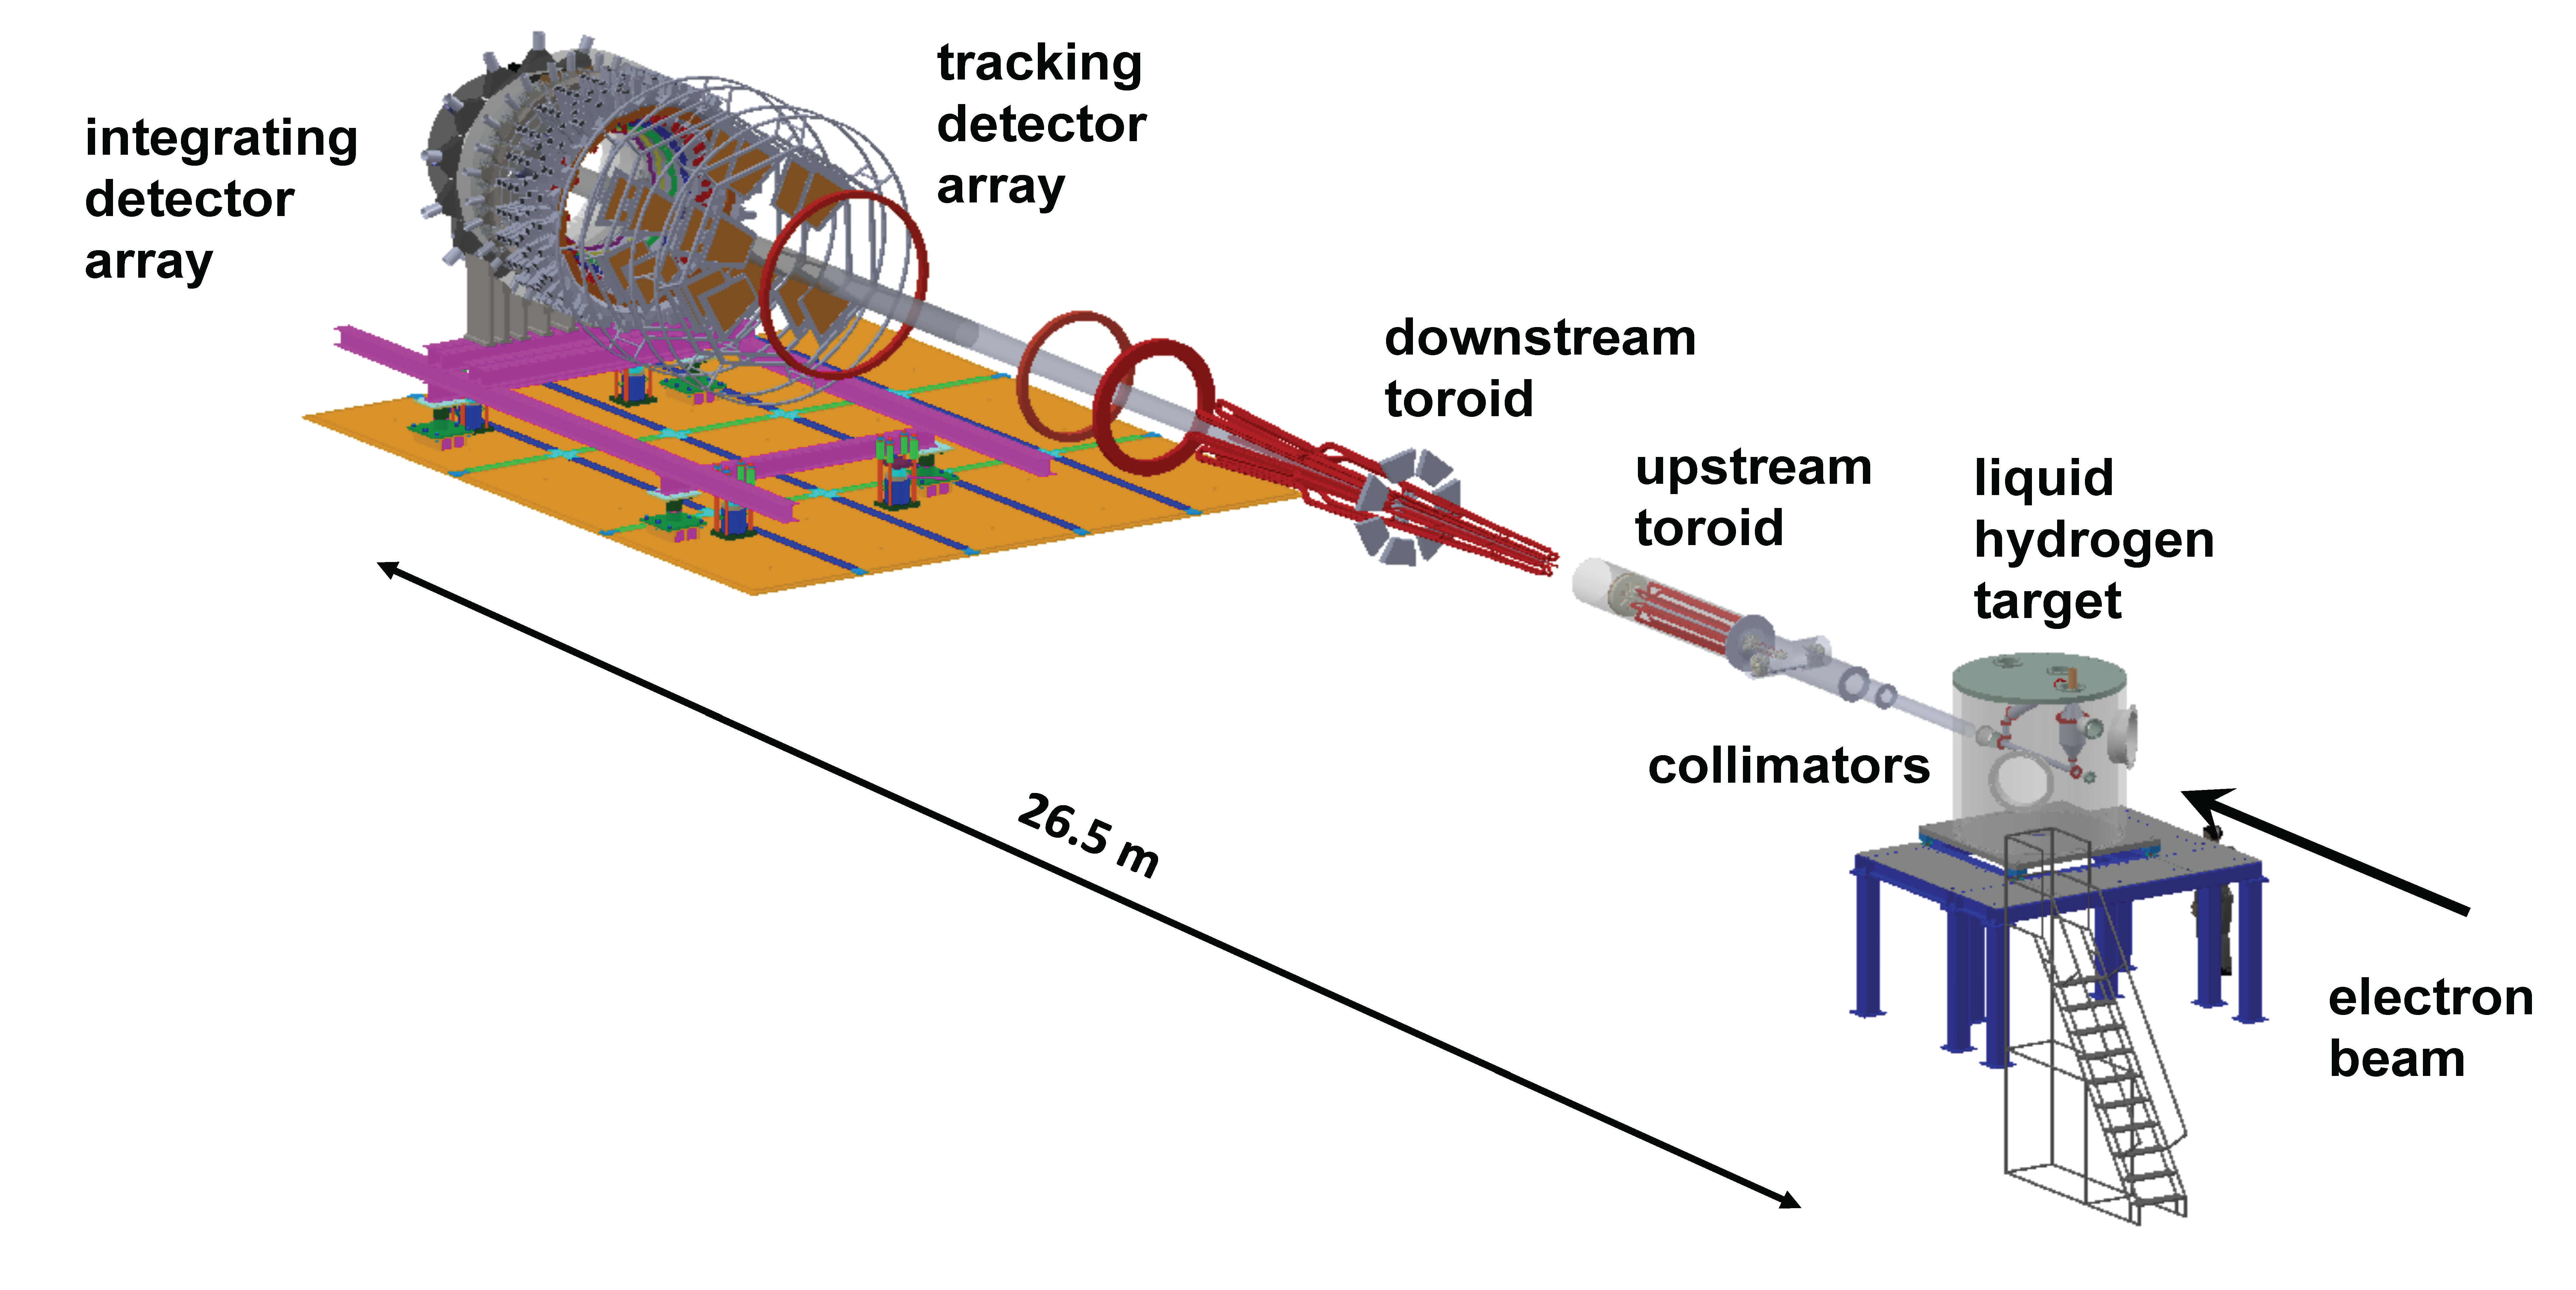 integrating
detector
array
tracking
detector
array
downstream
toroid
upstream
toroid
liquid
hydrogen
target
collimators
26.5 m
electron
beam